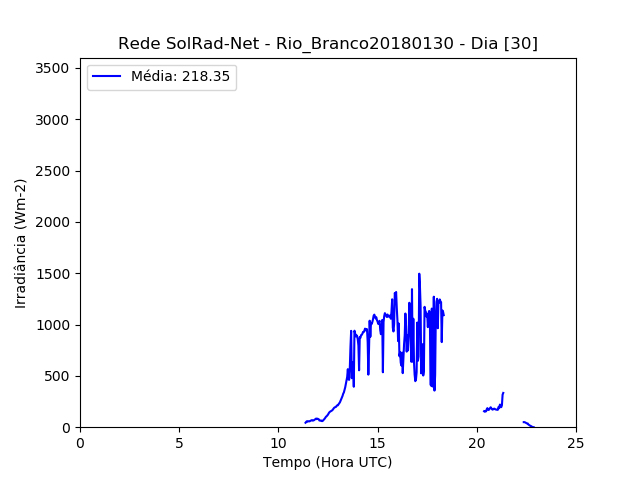 Rede SolRad-Net - Rio_Branco20180130 - Dia [30]
Média: 218.35
Irradiância (Wm-2)
3500
3000
2500
2000
1500
1000
500
0
0 5 10 15 20 25
Tempo (Hora UTC)